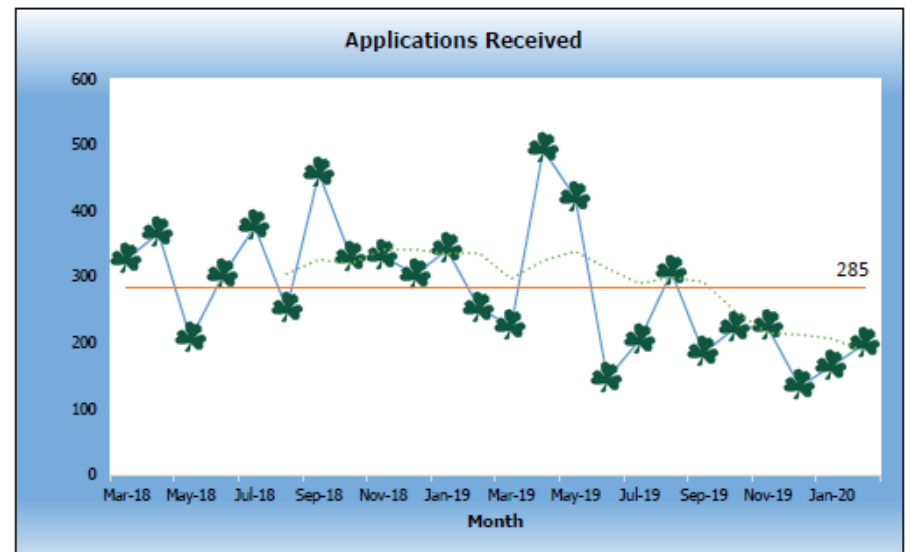 Applications Received
600
500
400
300
200
100
0
285
Mar-18 May-18 Jul-18 Sep-18 Nov-18 Jan-19 Mar-19 May-19 Jul-19 Sep-19 Nov-19 Jan-20
Month